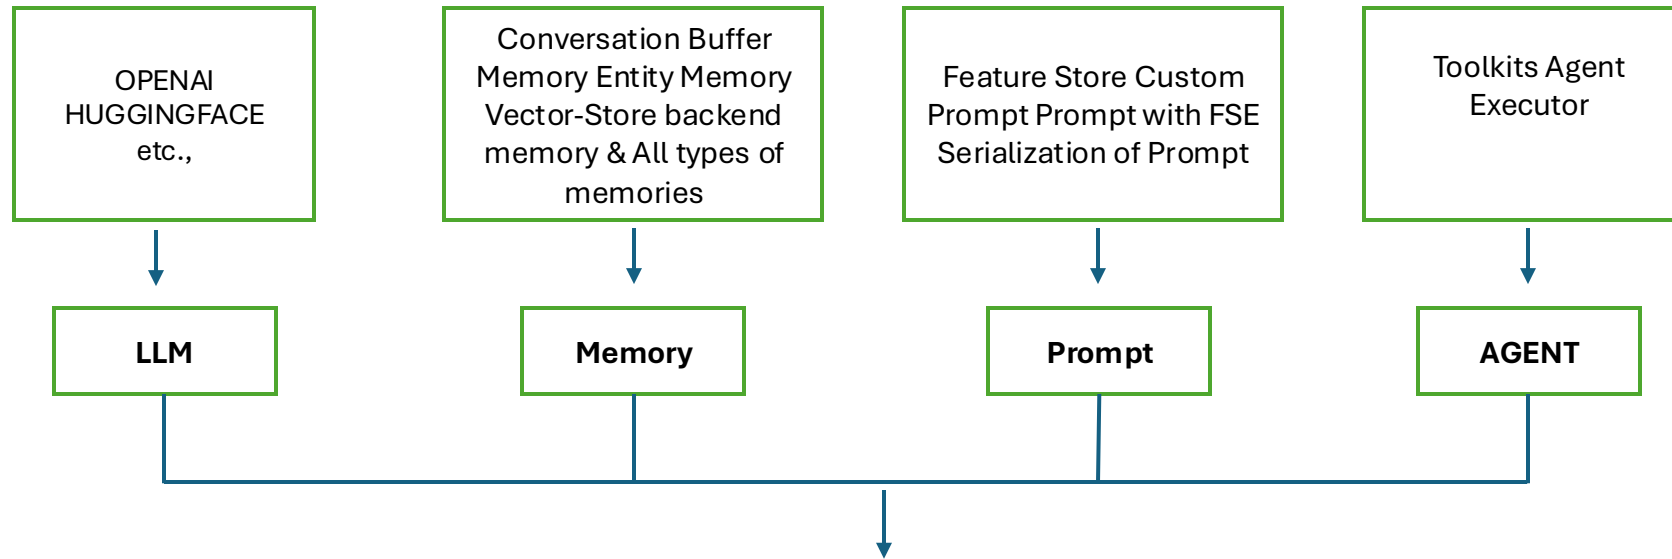 OPENAI
HUGGINGFACE
etc.,
Conversation Buffer
Memory Entity Memory
Vector-Store backend
memory & All types of
memories
Feature Store Custom
Prompt Prompt with FSE
Serialization of Prompt
Toolkits Agent
Executor
LLM
Memory
Prompt
AGENT